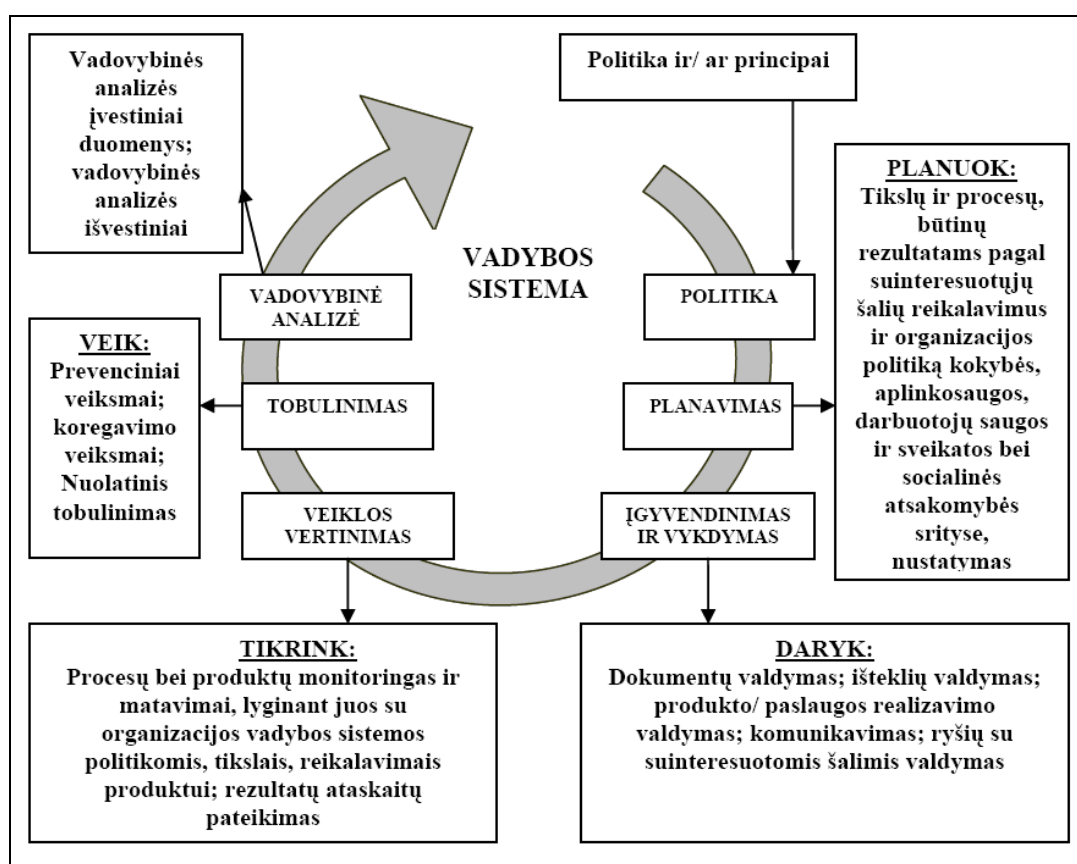 Vadovybinės
analizės
įvestiniai
duomenys;
vadovybinės
analizės
išvestiniai
Politika ir/ ar principai
VADYBOS
SISTEMA
POLITIKA
PLANAVIMAS
PLANUOK:
Tikslų ir procesų,
būtinų
rezultatams pagal
suinteresuotųjų
šalių reikalavimus
ir organizacijos
politiką kokybės,
aplinkosaugos,
darbuotojų saugos
ir sveikatos bei
socialinės
atsakomybės
srityse,
nustatymas
ĮGYVENDINIMAS
IR VYKDYMAS
DARYK:
Dokumentų valdymas; išteklių valdymas;
produkto/ paslaugos realizavimo
valdymas; komunikavimas; ryšių su
suinteresuotomis šalimis valdymas
VEIKLOS
VERTINIMAS
TIKRINK:
Procesų bei produktų monitoringas ir
matavimai, lyginant juos su
organizacijos vadybos sistemos
politikomis, tikslais, reikalavimais
produktui; rezultatų ataskaitų
pateikimas
TOBULINIMAS
VEIK:
Prevenciniai
veiksmai;
koregavimo
veiksmai;
Nuolatinis
tobulinimas
VADOVYBINĖ
ANALIZĖ